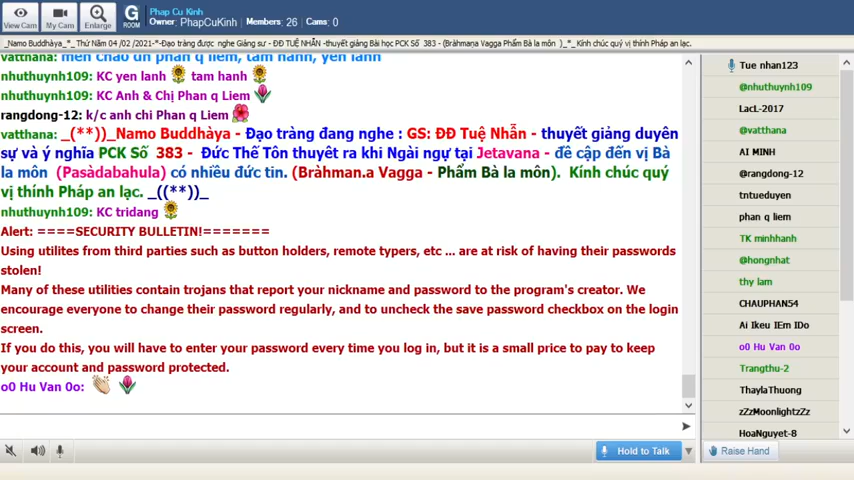 View Cam
My Cam
Enlarge
G
ROOM
Phap Cu Kinh
Owner: PhapCuKinh Members: 26 Cams: 0
_Namo Buddhàya_*_ Thứ Năm 04 /02 /2021-*-Đạo tràng được nghe Giảng sư - ĐĐ TUỆ NHẪN -thuyết giảng Bài học PCK Số 383 - (Bràhmaṇa Vagga Phẩm Bà la môn )_*_Kính chúc quý vị thính Pháp an lạc.
vatthana: mến chào đh phan q liem, tâm hạnh, yen lanh
nhuthuynh109: KC yen lanh tam hanh
nhuthuynh109: KC Anh & Chị Phan q Liem
rangdong-12: k/c anh chi Phan q Liem
vatthana: _(**))_Namo Buddhàya - Đạo tràng đang nghe : GS: ĐĐ Tuệ Nhẫn - thuyết giảng duyên
sự và ý nghĩa PCK Số 383 - Đức Thế Tôn thuyết ra khi Ngài ngự tại Jetavana - đề cập đến vị Bà
la môn (Pasàdabahula) có nhiều đức tin. (Bràhman.a Vagga - Phẩm Bà la môn). Kính chúc quý
vị thính Pháp an lạc. _((**))_
nhuthuynh109: KC tridang
Alert: ====SECURITY BULLETIN!=======
Using utilites from third parties such as button holders, remote typers, etc ... are at risk of having their passwords
stolen!
Many of these utilities contain trojans that report your nickname and password to the program's creator. We
encourage everyone to change their password regularly, and to uncheck the save password checkbox on the login
screen.
If you do this, you will have to enter your password every time you log in, but it is a small price to pay to keep
your account and password protected.
o0 Hu Van 0o:
Hold to Talk
Tue nhan123
@nhuthuynh109
LacL-2017
@vatthana
AI MINH
@rangdong-12
tntueduyen
phan q liem
TK minhhanh
@hongnhat
thy lam
CHAUPHAN54
Ai Ikeu IEm IDo
o0 Hu Van 0o
Trangthu-2
ThaylaThuong
zZzMoonlightzZz
HoaNguyet-8
Raise Hand